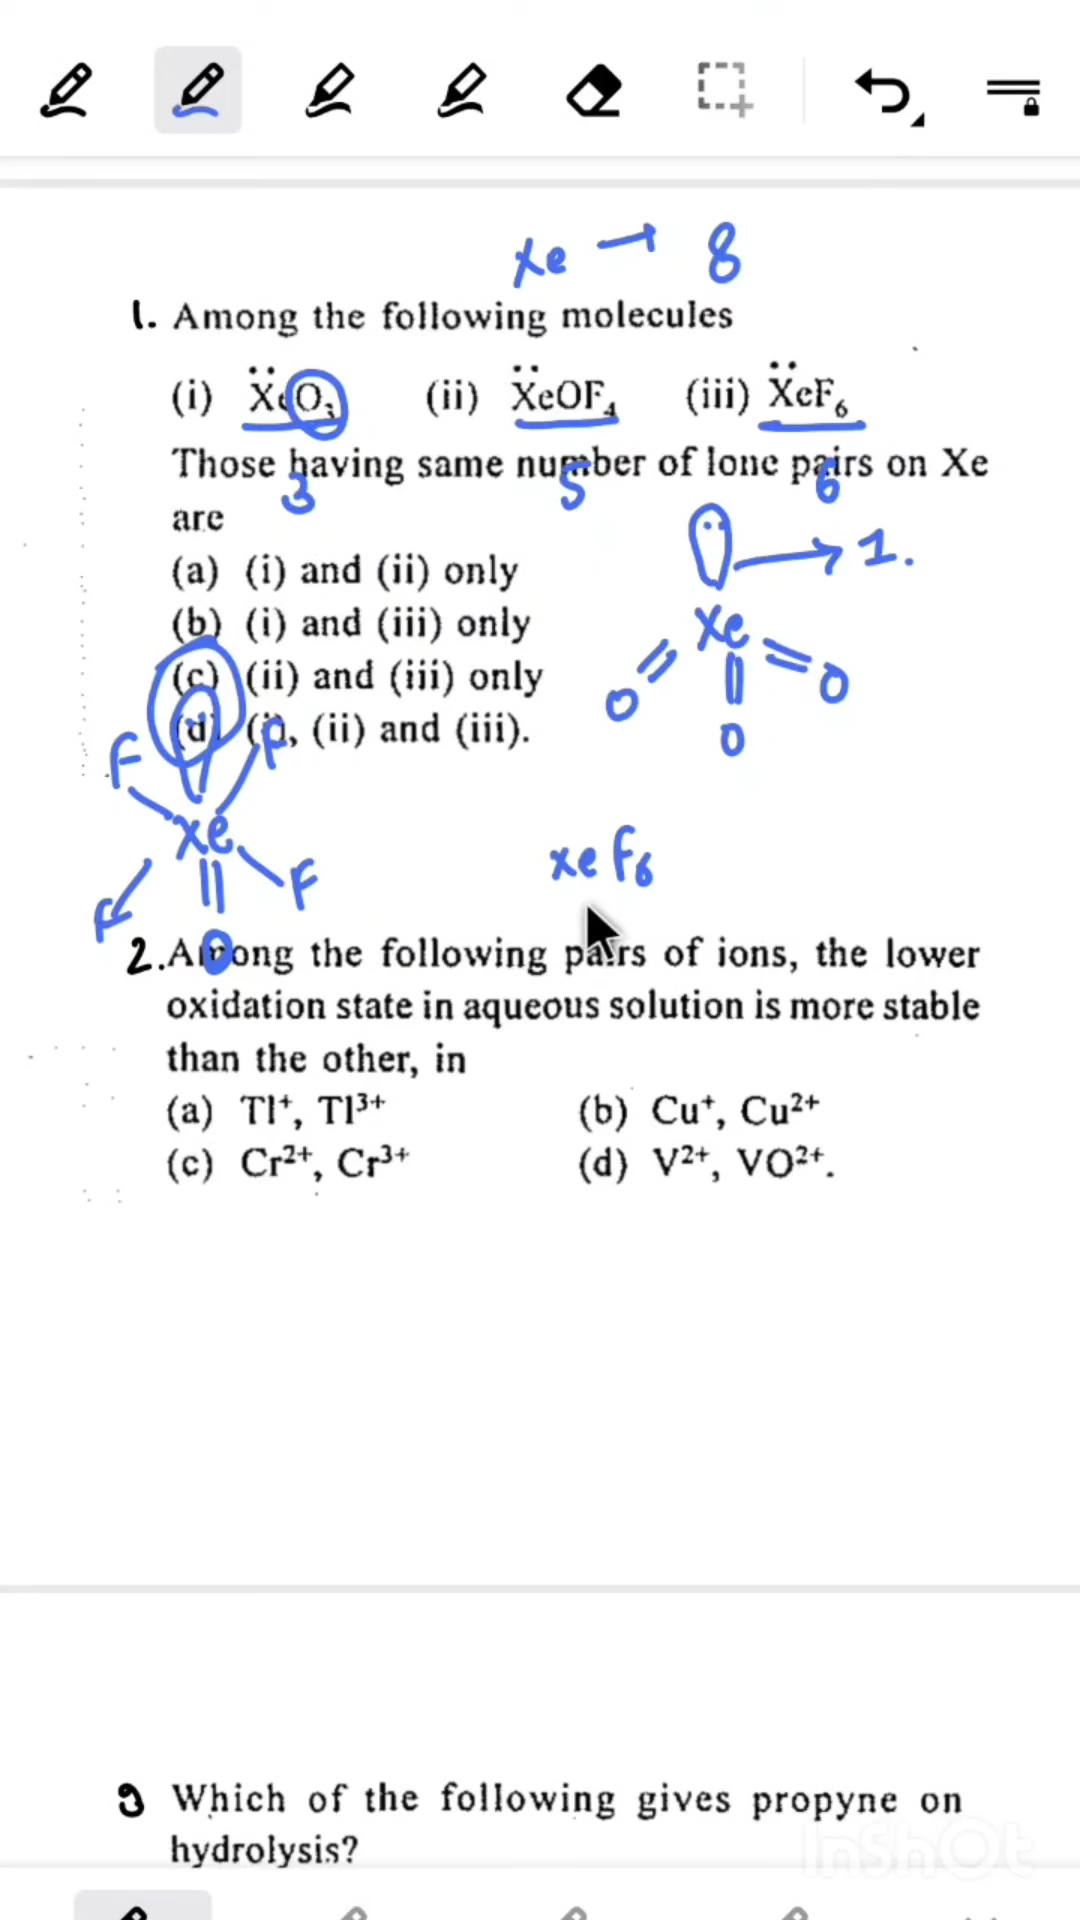 xe → 8
1. Among the following molecules
(i) ẌeO₃ (ii) ẌeOF₄ (iii) ẌeF₆
Those having same number of lone pairs on Xe
3 5 6
are
→ 1.
(a) (i) and (ii) only
(b) (i) and (iii) only
Xe
(c) (ii) and (iii) only
O O
(d) (i), (ii) and (iii).
O
F F
xe
xeF₆
F F
O
2. Among the following pairs of ions, the lower
oxidation state in aqueous solution is more stable
than the other, in
(a) Tl⁺, Tl³⁺ (b) Cu⁺, Cu²⁺
(c) Cr²⁺, Cr³⁺ (d) V²⁺, VO²⁺.
3 Which of the following gives propyne on
hydrolysis?
InShOt